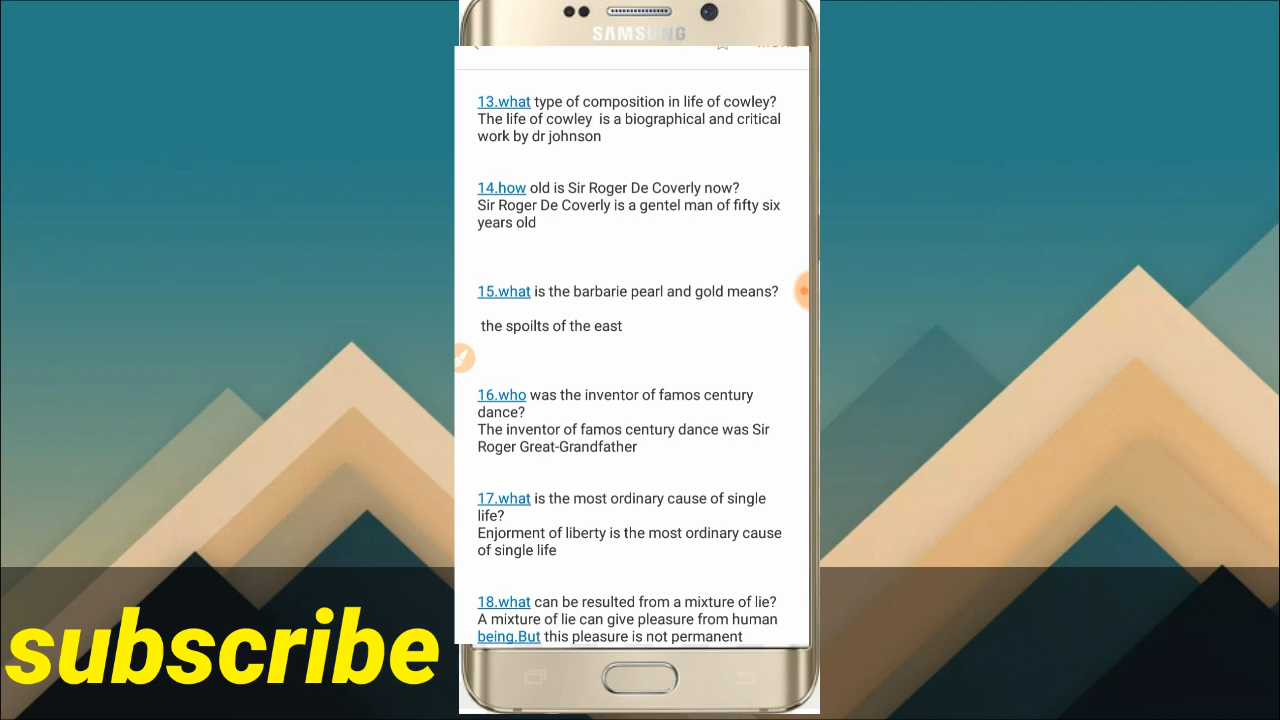 SAMSUNG
13.what type of composition in life of cowley?
The life of cowley is a biographical and critical
work by dr johnson
14.how old is Sir Roger De Coverly now?
Sir Roger De Coverly is a gentel man of fifty six
years old
15.what is the barbarie pearl and gold means?
the spoilts of the east
16.who was the inventor of famos century
dance?
The inventor of famos century dance was Sir
Roger Great-Grandfather
17.what is the most ordinary cause of single
life?
Enjorment of liberty is the most ordinary cause
of single life
18.what can be resulted from a mixture of lie?
A mixture of lie can give pleasure from human
being.But this pleasure is not permanent
subscribe